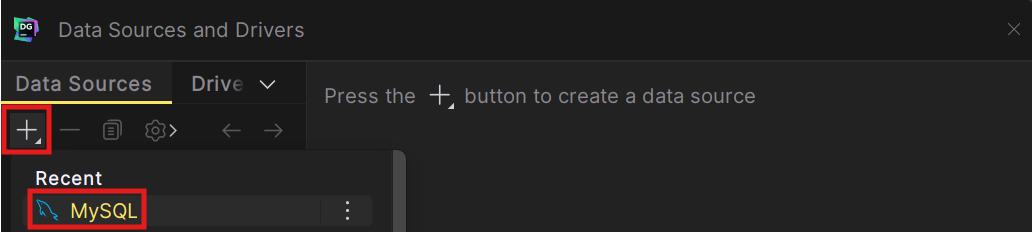 DG
Data Sources and Drivers
Data Sources Drive
Press the + button to create a data source
Recent
MySQL